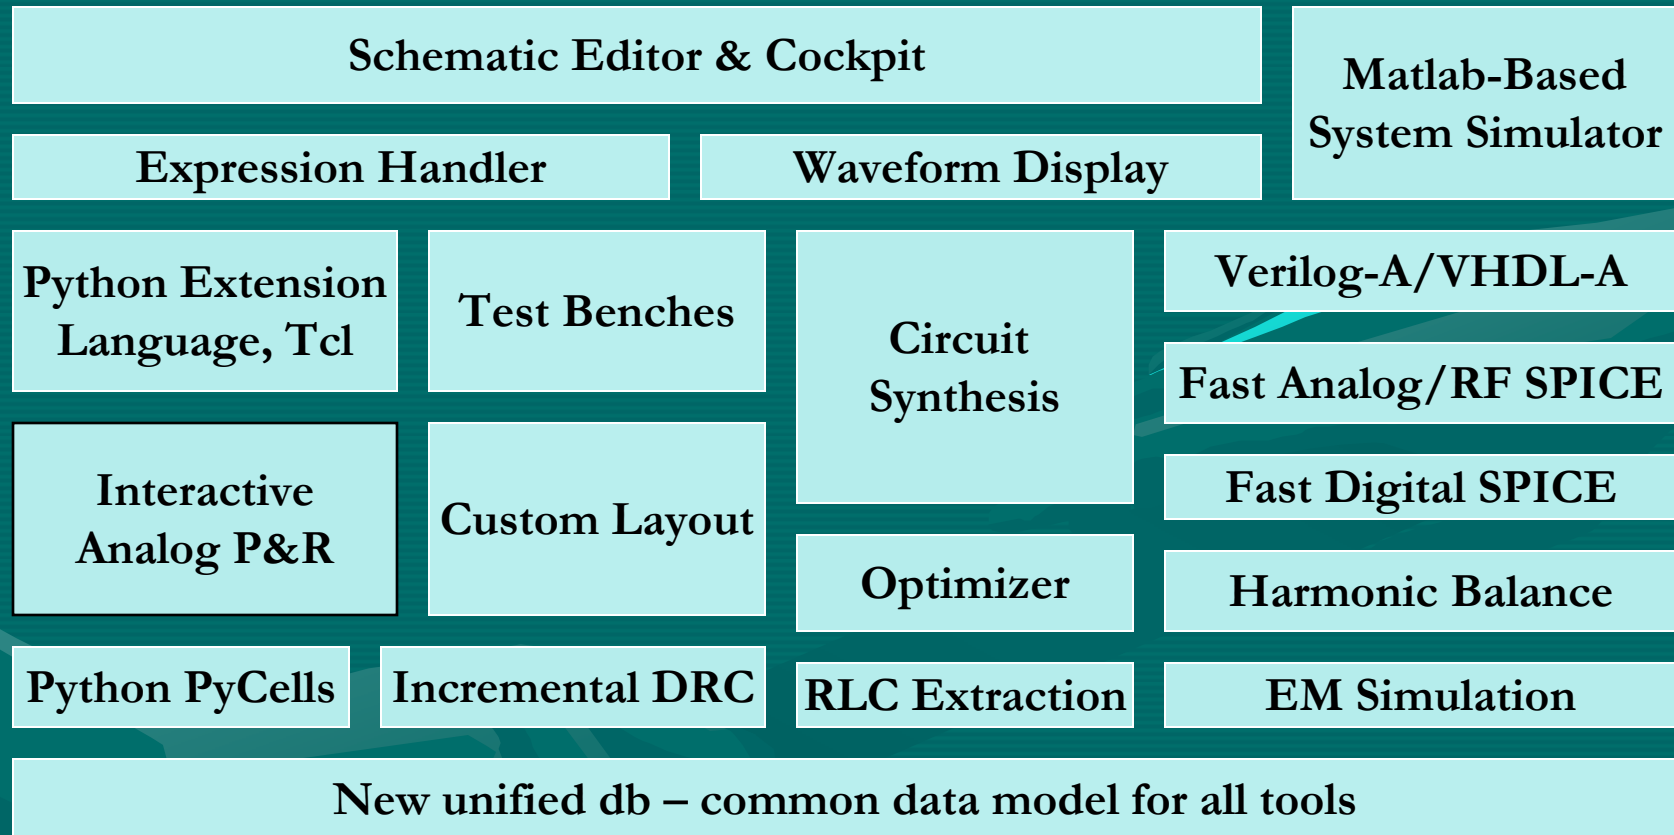 Schematic Editor & Cockpit
Matlab-Based
System Simulator
Expression Handler
Waveform Display
Python Extension
Language, Tcl
Test Benches
Circuit
Synthesis
Verilog-A/VHDL-A
Fast Analog/RF SPICE
Interactive
Analog P&R
Custom Layout
Fast Digital SPICE
Optimizer
Harmonic Balance
Python PyCells
Incremental DRC
RLC Extraction
EM Simulation
New unified db – common data model for all tools